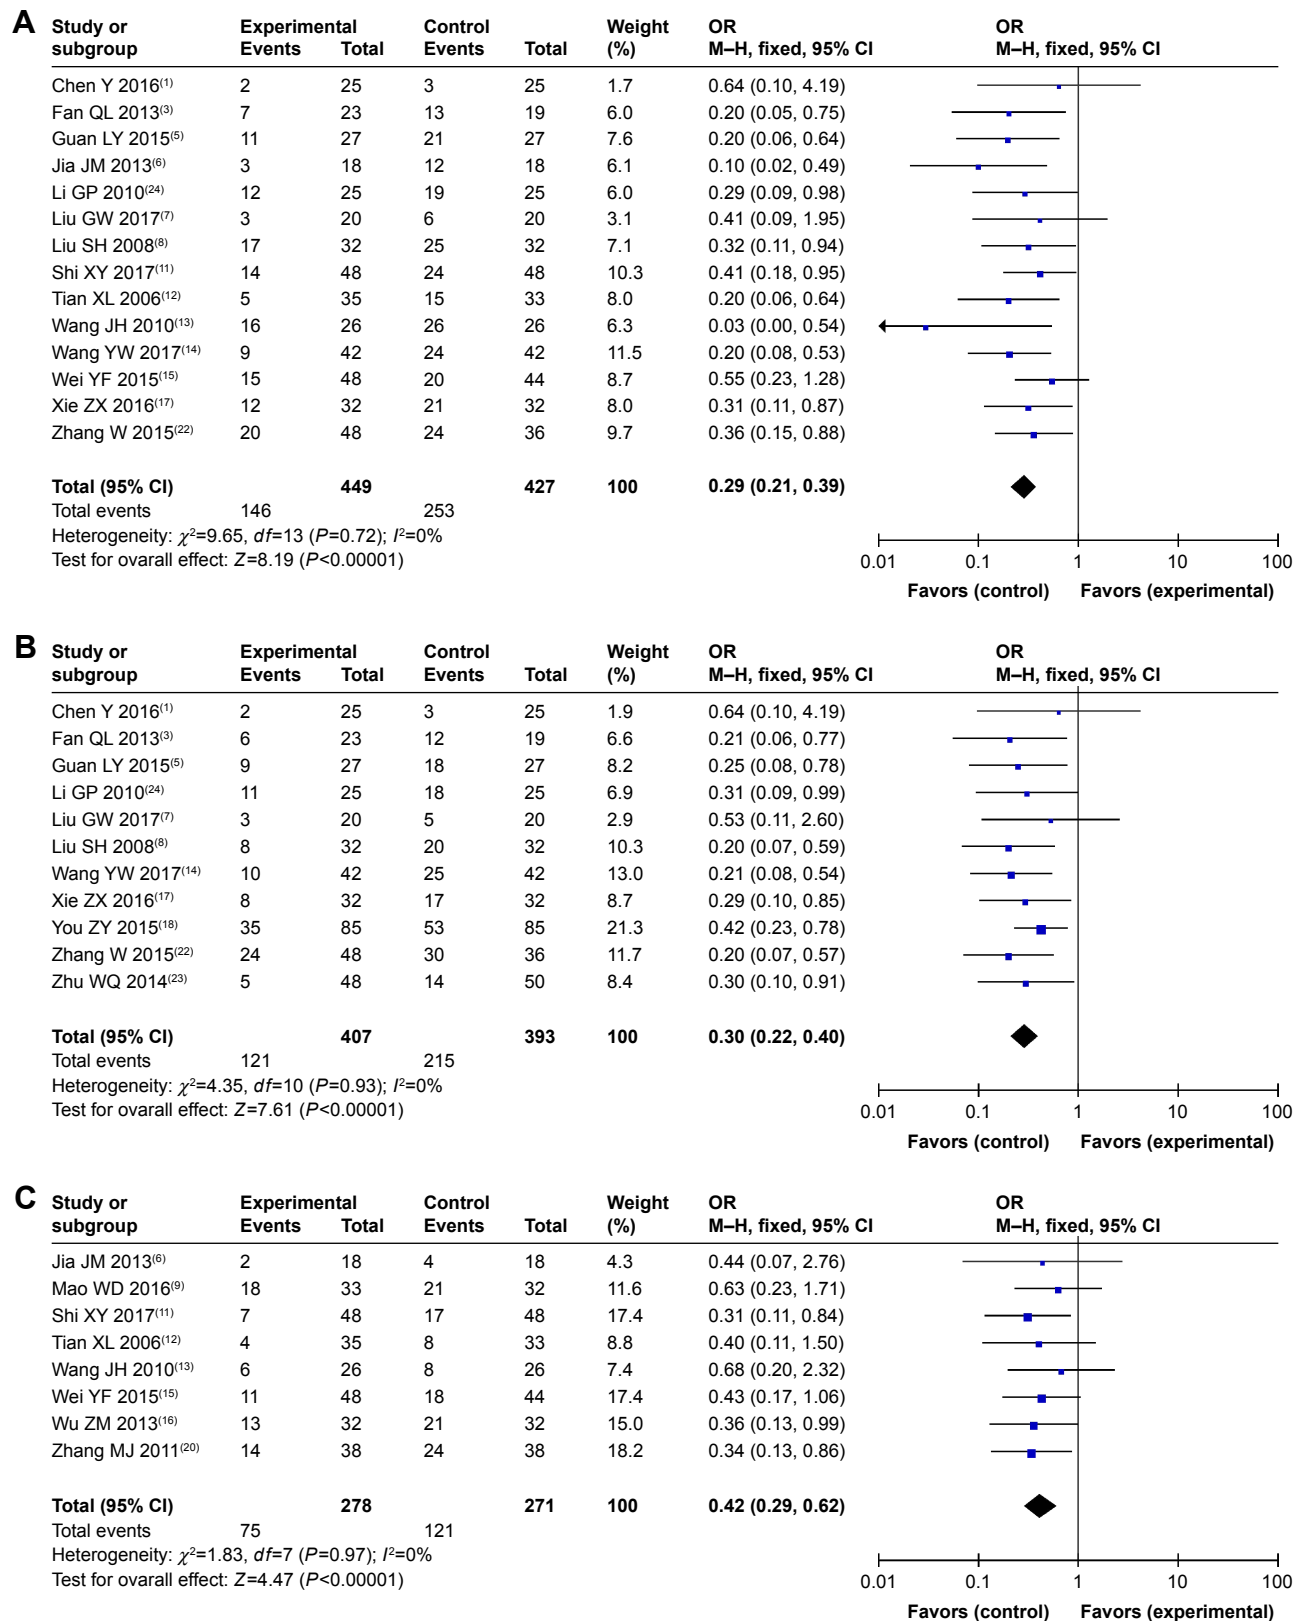 A Study or Experimental Control Weight OR OR
subgroup Events Total Events Total (%) M–H, fixed, 95% CI M–H, fixed, 95% CI
Chen Y 2016(1) 2 25 3 25 1.7 0.64 (0.10, 4.19)
Fan QL 2013(3) 7 23 13 19 6.0 0.20 (0.05, 0.75)
Guan LY 2015(5) 11 27 21 27 7.6 0.20 (0.06, 0.64)
Jia JM 2013(6) 3 18 12 18 6.1 0.10 (0.02, 0.49)
Li GP 2010(24) 12 25 19 25 6.0 0.29 (0.09, 0.98)
Liu GW 2017(7) 3 20 6 20 3.1 0.41 (0.09, 1.95)
Liu SH 2008(8) 17 32 25 32 7.1 0.32 (0.11, 0.94)
Shi XY 2017(11) 14 48 24 48 10.3 0.41 (0.18, 0.95)
Tian XL 2006(12) 5 35 15 33 8.0 0.20 (0.06, 0.64)
Wang JH 2010(13) 16 26 26 26 6.3 0.03 (0.00, 0.54)
Wang YW 2017(14) 9 42 24 42 11.5 0.20 (0.08, 0.53)
Wei YF 2015(15) 15 48 20 44 8.7 0.55 (0.23, 1.28)
Xie ZX 2016(17) 12 32 21 32 8.0 0.31 (0.11, 0.87)
Zhang W 2015(22) 20 48 24 36 9.7 0.36 (0.15, 0.88)
Total (95% CI) 449 427 100 0.29 (0.21, 0.39)
Total events 146 253
Heterogeneity: χ²=9.65, df=13 (P=0.72); I²=0%
Test for ovarall effect: Z=8.19 (P<0.00001)
0.01 0.1 1 10 100
Favors (control) Favors (experimental)
B Study or Experimental Control Weight OR OR
subgroup Events Total Events Total (%) M–H, fixed, 95% CI M–H, fixed, 95% CI
Chen Y 2016(1) 2 25 3 25 1.9 0.64 (0.10, 4.19)
Fan QL 2013(3) 6 23 12 19 6.6 0.21 (0.06, 0.77)
Guan LY 2015(5) 9 27 18 27 8.2 0.25 (0.08, 0.78)
Li GP 2010(24) 11 25 18 25 6.9 0.31 (0.09, 0.99)
Liu GW 2017(7) 3 20 5 20 2.9 0.53 (0.11, 2.60)
Liu SH 2008(8) 8 32 20 32 10.3 0.20 (0.07, 0.59)
Wang YW 2017(14) 10 42 25 42 13.0 0.21 (0.08, 0.54)
Xie ZX 2016(17) 8 32 17 32 8.7 0.29 (0.10, 0.85)
You ZY 2015(18) 35 85 53 85 21.3 0.42 (0.23, 0.78)
Zhang W 2015(22) 24 48 30 36 11.7 0.20 (0.07, 0.57)
Zhu WQ 2014(23) 5 48 14 50 8.4 0.30 (0.10, 0.91)
Total (95% CI) 407 393 100 0.30 (0.22, 0.40)
Total events 121 215
Heterogeneity: χ²=4.35, df=10 (P=0.93); I²=0%
Test for ovarall effect: Z=7.61 (P<0.00001)
0.01 0.1 1 10 100
Favors (control) Favors (experimental)
C Study or Experimental Control Weight OR OR
subgroup Events Total Events Total (%) M–H, fixed, 95% CI M–H, fixed, 95% CI
Jia JM 2013(6) 2 18 4 18 4.3 0.44 (0.07, 2.76)
Mao WD 2016(9) 18 33 21 32 11.6 0.63 (0.23, 1.71)
Shi XY 2017(11) 7 48 17 48 17.4 0.31 (0.11, 0.84)
Tian XL 2006(12) 4 35 8 33 8.8 0.40 (0.11, 1.50)
Wang JH 2010(13) 6 26 8 26 7.4 0.68 (0.20, 2.32)
Wei YF 2015(15) 11 48 18 44 17.4 0.43 (0.17, 1.06)
Wu ZM 2013(16) 13 32 21 32 15.0 0.36 (0.13, 0.99)
Zhang MJ 2011(20) 14 38 24 38 18.2 0.34 (0.13, 0.86)
Total (95% CI) 278 271 100 0.42 (0.29, 0.62)
Total events 75 121
Heterogeneity: χ²=1.83, df=7 (P=0.97); I²=0%
Test for ovarall effect: Z=4.47 (P<0.00001)
0.01 0.1 1 10 100
Favors (control) Favors (experimental)